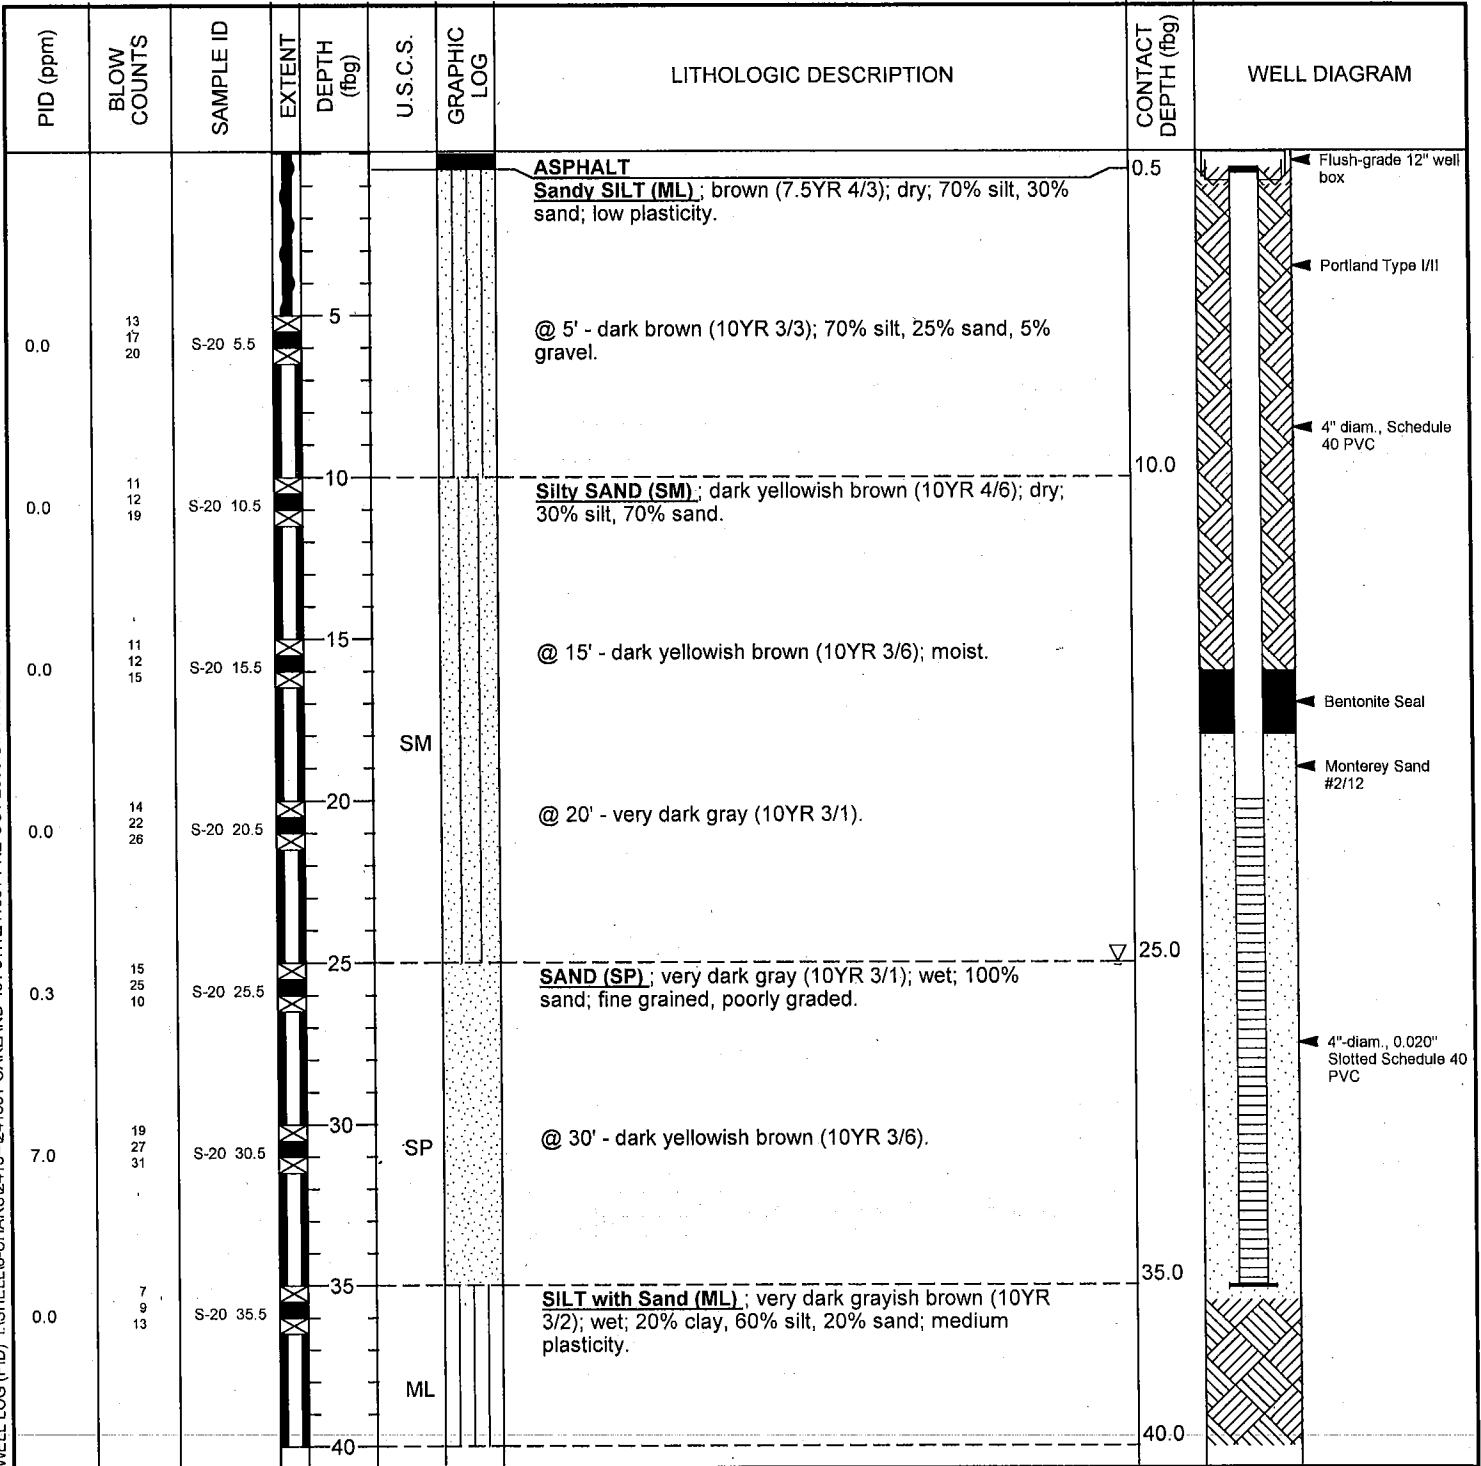 PID (ppm)
BLOW
COUNTS
SAMPLE ID
EXTENT
DEPTH
(fbg)
U.S.C.S.
GRAPHIC
LOG
LITHOLOGIC DESCRIPTION
CONTACT
DEPTH (fbg)
WELL DIAGRAM
ASPHALT
0.5
Flush-grade 12" well
box
Sandy SILT (ML) ; brown (7.5YR 4/3); dry; 70% silt, 30%
sand; low plasticity.
Portland Type I/II
5
0.0
13
17
20
S-20 5.5
@ 5' - dark brown (10YR 3/3); 70% silt, 25% sand, 5%
gravel.
4" diam., Schedule
40 PVC
10
10.0
0.0
11
12
19
S-20 10.5
Silty SAND (SM) ; dark yellowish brown (10YR 4/6); dry;
30% silt, 70% sand.
15
0.0
11
12
15
S-20 15.5
@ 15' - dark yellowish brown (10YR 3/6); moist.
Bentonite Seal
SM
Monterey Sand
#2/12
20
0.0
14
22
26
S-20 20.5
@ 20' - very dark gray (10YR 3/1).
25
25.0
0.3
15
25
10
S-20 25.5
SAND (SP) ; very dark gray (10YR 3/1); wet; 100%
sand; fine grained, poorly graded.
4"-diam., 0.020"
Slotted Schedule 40
PVC
30
7.0
19
27
31
S-20 30.5
SP
@ 30' - dark yellowish brown (10YR 3/6).
35
35.0
0.0
7
9
13
S-20 35.5
SILT with Sand (ML) ; very dark grayish brown (10YR
3/2); wet; 20% clay, 60% silt, 20% sand; medium
plasticity.
ML
40
40.0
WELL LOG (PID)